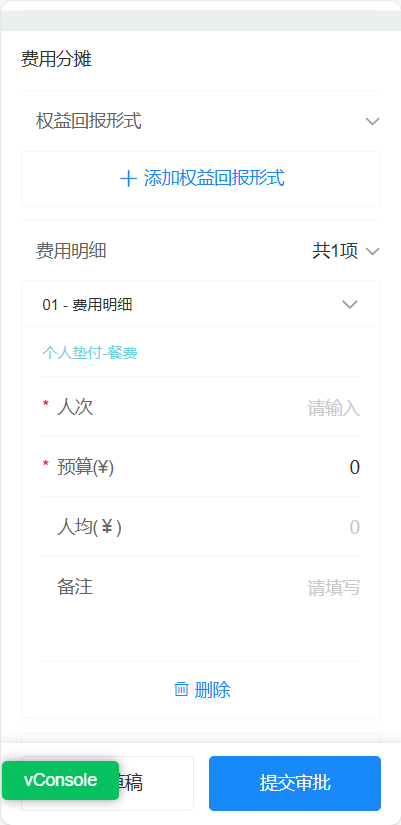 费用分摊
权益回报形式
添加权益回报形式
费用明细 共1项
01 - 费用明细
个人垫付-餐费
* 人次 请输入
* 预算(¥) 0
人均(￥) 0
备注 请填写
删除
vConsole 稿 提交审批